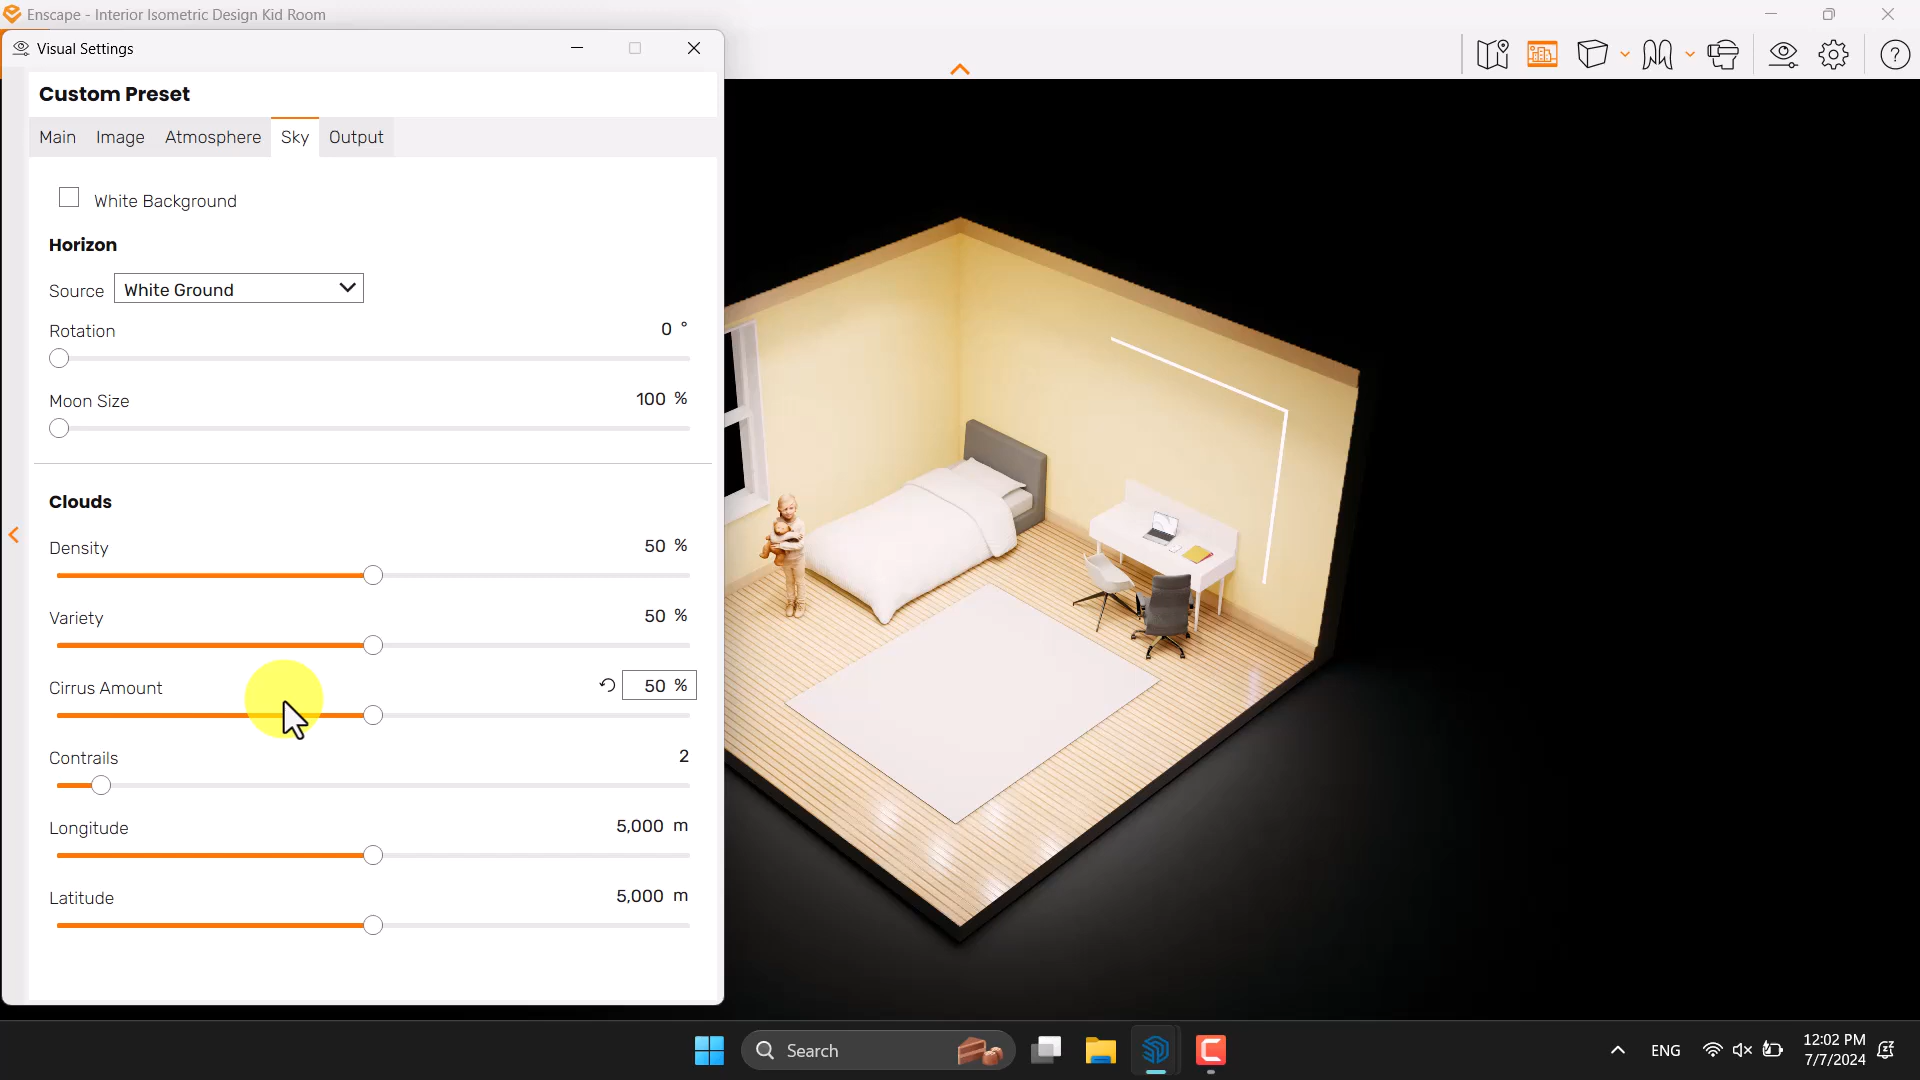 Enscape - Interior Isometric Design Kid Room
Visual Settings
Custom Preset
Main Image Atmosphere Sky Output
White Background
Horizon
Source White Ground
Rotation 0 °
Moon Size 100 %
Clouds
Density 50 %
Variety 50 %
Cirrus Amount 50 %
Contrails 2
Longitude 5,000 m
Latitude 5,000 m
Search
ENG
12:02 PM
7/7/2024